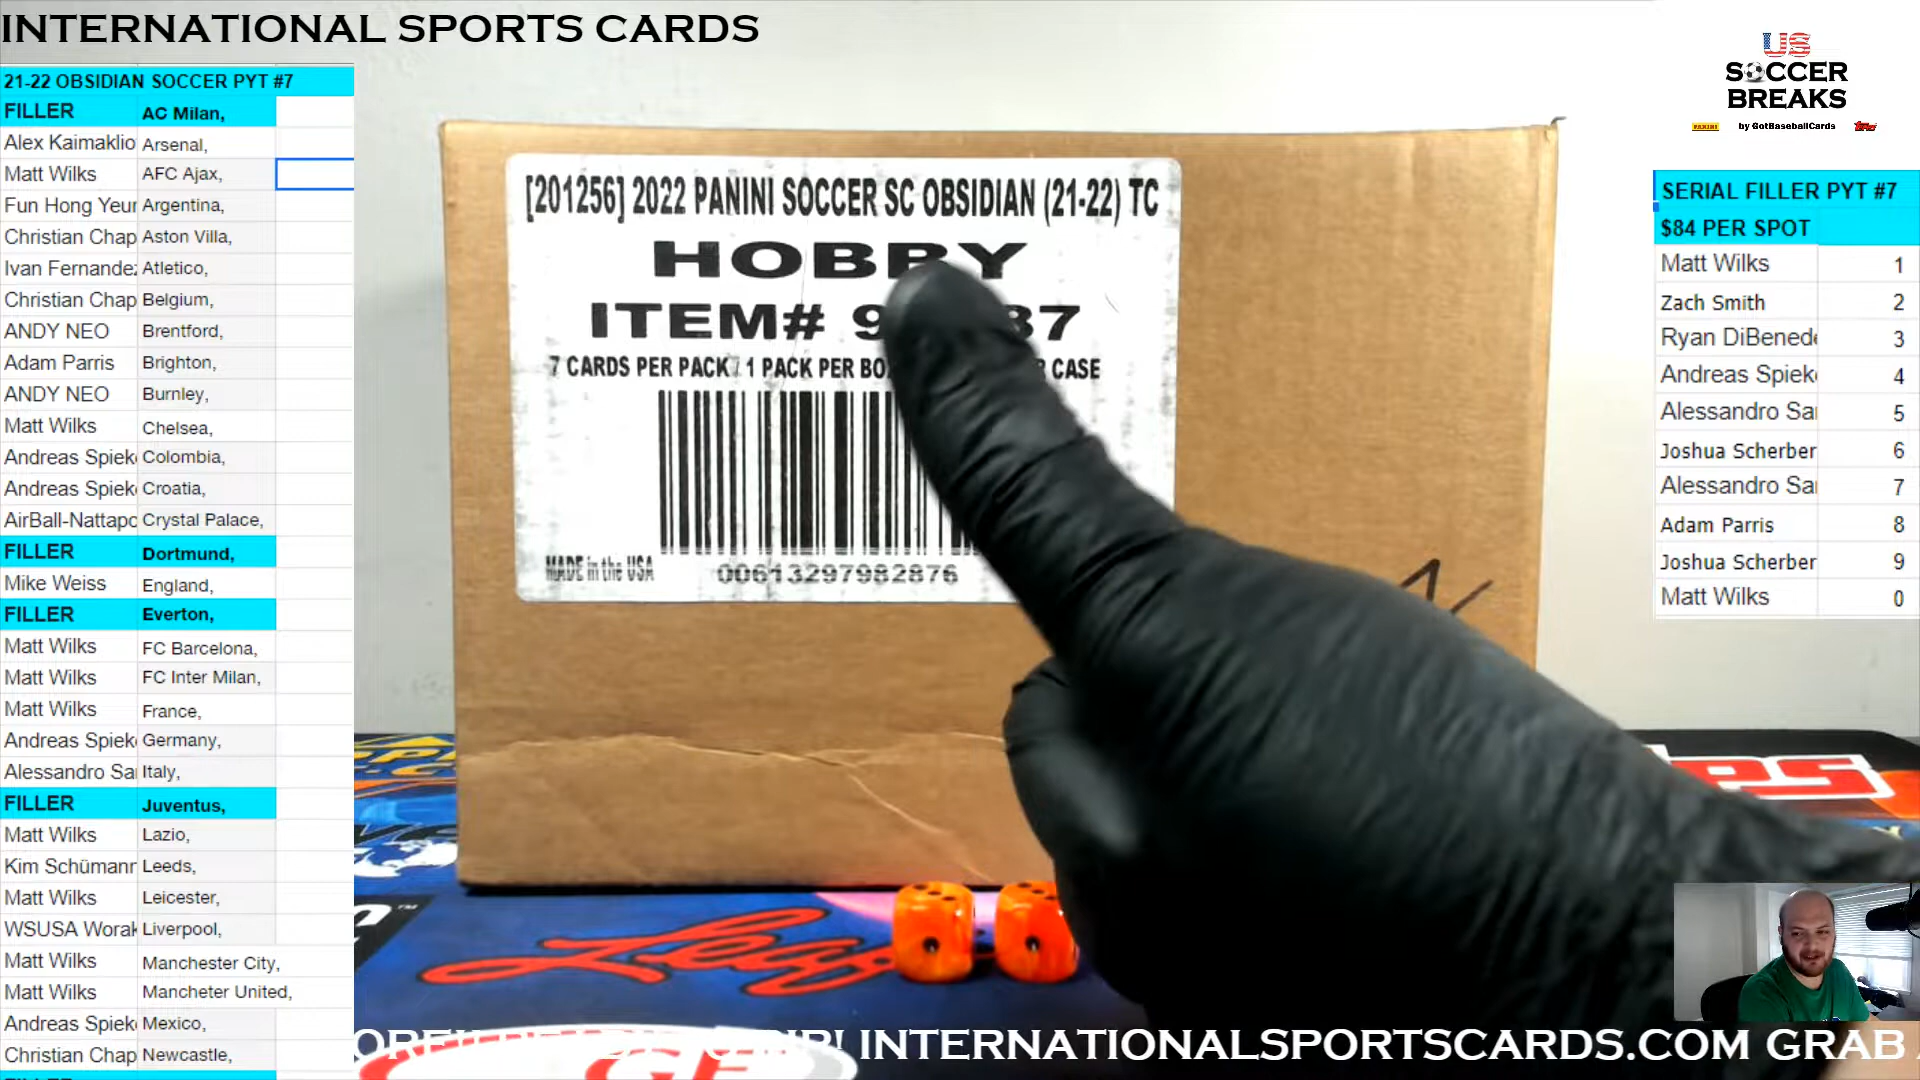 INTERNATIONAL SPORTS CARDS
21-22 OBSIDIAN SOCCER PYT #7
FILLER AC Milan,
Alex Kaimaklio Arsenal,
Matt Wilks AFC Ajax,
Fun Hong Yeur Argentina,
Christian Chap Aston Villa,
Ivan Fernandez Atletico,
Christian Chap Belgium,
ANDY NEO Brentford,
Adam Parris Brighton,
ANDY NEO Burnley,
Matt Wilks Chelsea,
Andreas Spiek Colombia,
Andreas Spiek Croatia,
AirBall-Nattapo Crystal Palace,
FILLER Dortmund,
Mike Weiss England,
FILLER Everton,
Matt Wilks FC Barcelona,
Matt Wilks FC Inter Milan,
Matt Wilks France,
Andreas Spiek Germany,
Alessandro Sa Italy,
FILLER Juventus,
Matt Wilks Lazio,
Kim Schümann Leeds,
Matt Wilks Leicester,
WSUSA Worak Liverpool,
Matt Wilks Manchester City,
Matt Wilks Mancheter United,
Andreas Spiek Mexico,
Christian Chap Newcastle,
[201256] 2022 PANINI SOCCER SC OBSIDIAN (21-22) TC
HOBBY
ITEM# 9 87
7 CARDS PER PACK / 1 PACK PER BO CASE
MADE in the USA
00613297982876
US
SOCCER
BREAKS
PANINI by GotBaseballCards Topps
SERIAL FILLER PYT #7
$84 PER SPOT
Matt Wilks 1
Zach Smith 2
Ryan DiBenede 3
Andreas Spiek 4
Alessandro Sa 5
Joshua Scherber 6
Alessandro Sa 7
Adam Parris 8
Joshua Scherber 9
Matt Wilks 0
INTERNATIONALSPORTSCARDS.COM GRAB